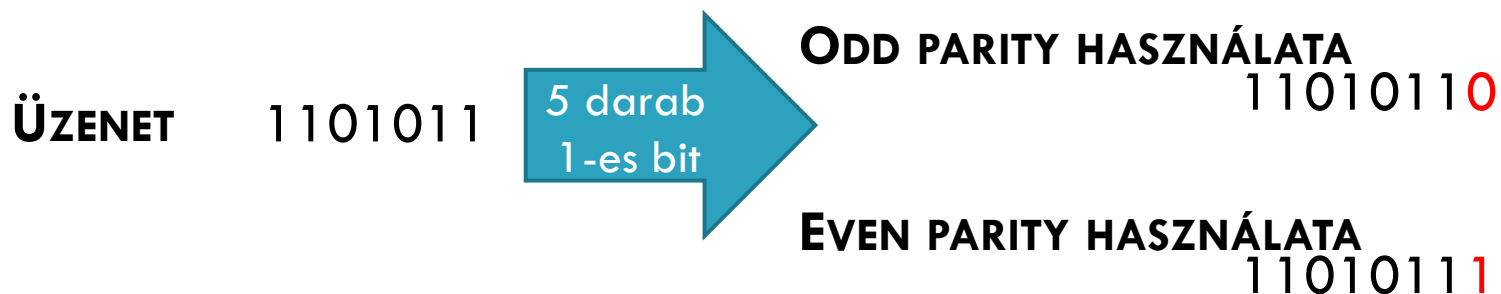 ÜZENET 1101011
5 darab
1-es bit
ODD PARITY HASZNÁLATA
11010110
EVEN PARITY HASZNÁLATA
11010111